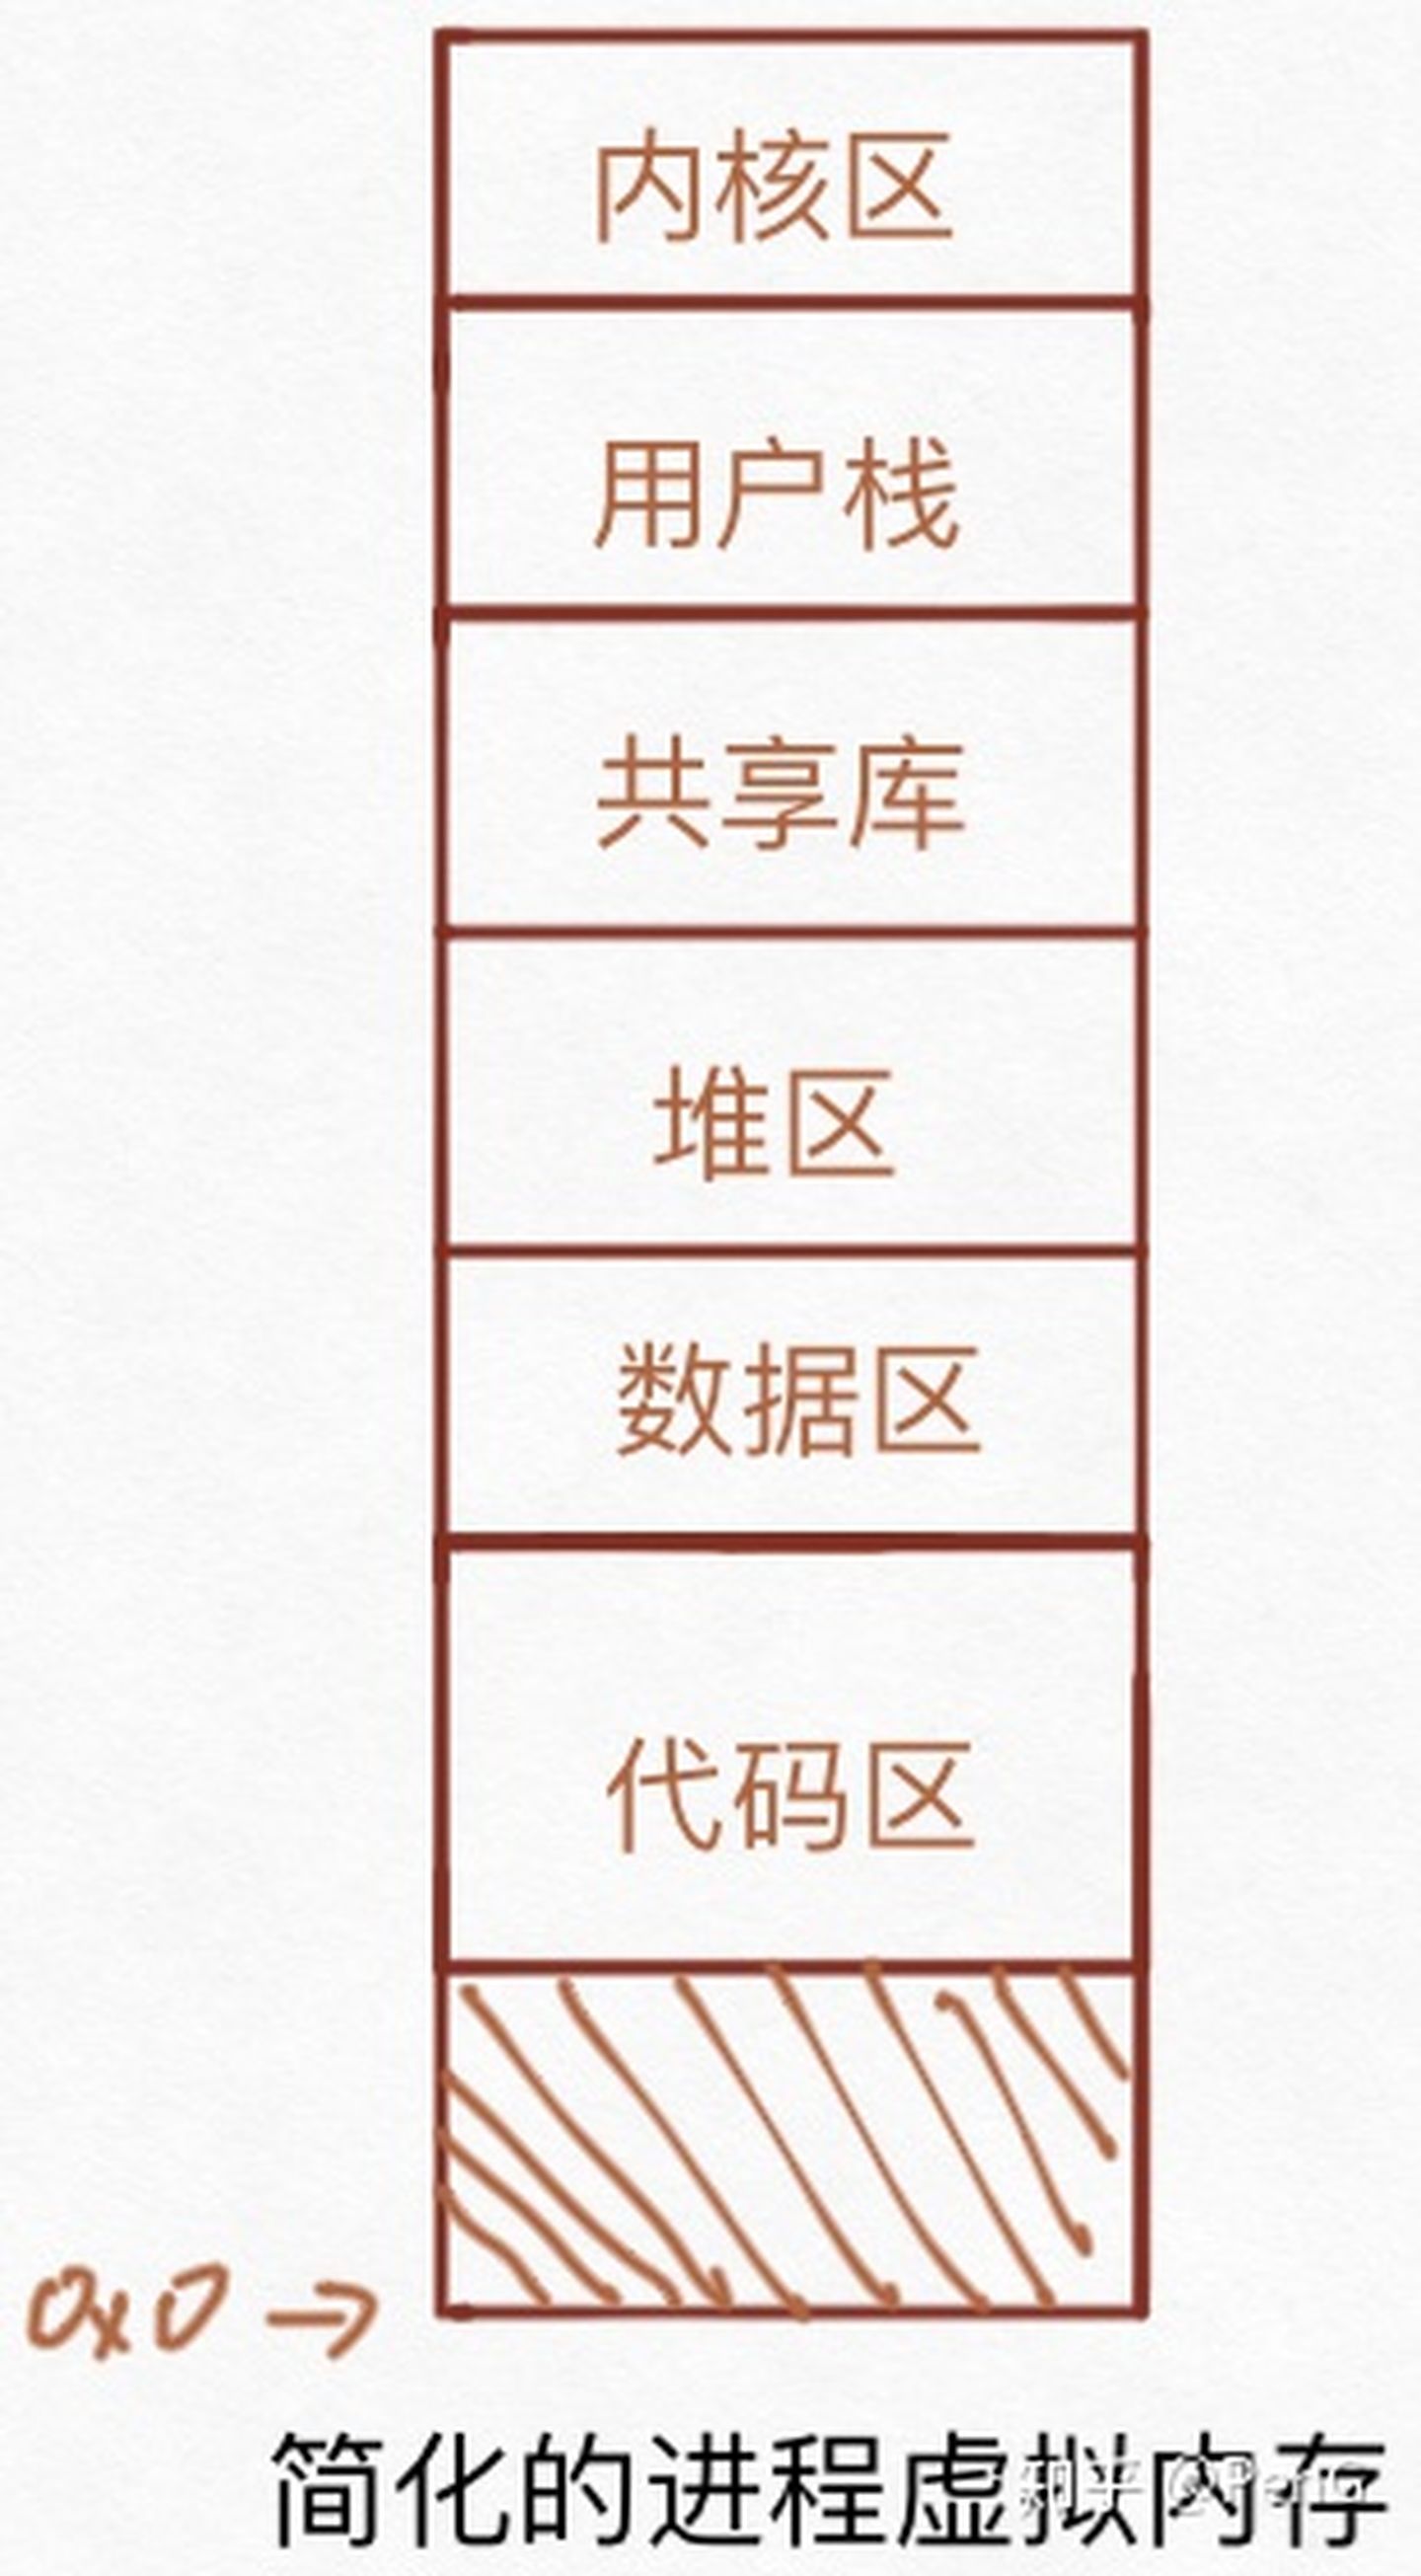 内核区
用户栈
共享库
堆区
数据区
代码区
0x0 →
简化的进程虚拟内存
知乎